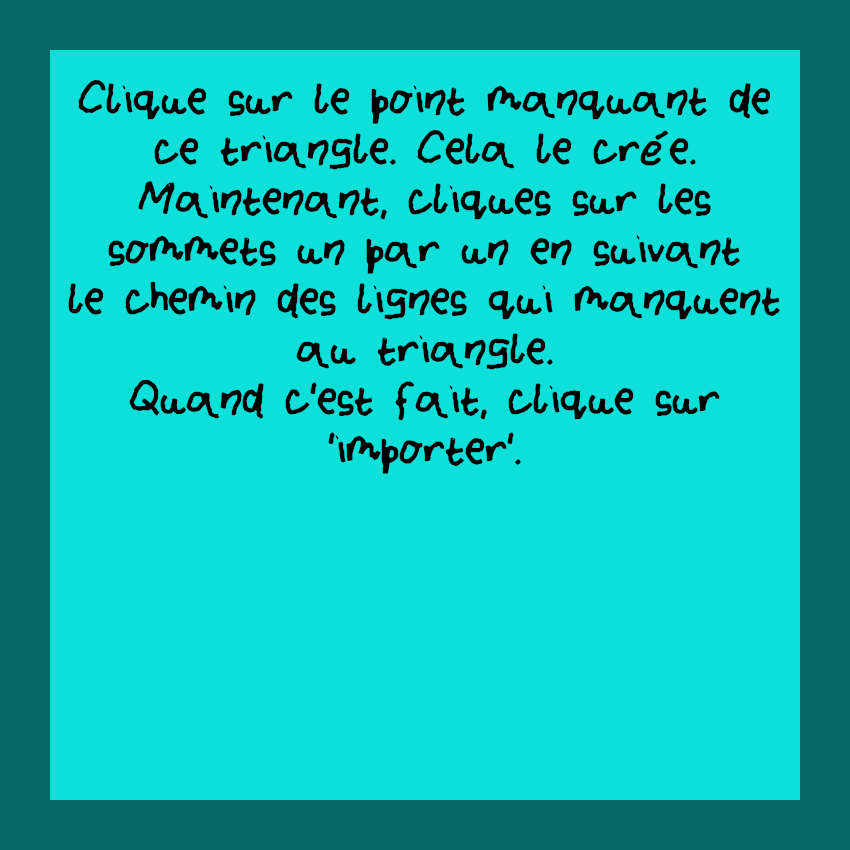 Clique sur le point manquant de
ce triangle. Cela le crée.
Maintenant, cliques sur les
sommets un par un en suivant
le chemin des lignes qui manquent
au triangle.
Quand c'est fait, clique sur
'importer'.